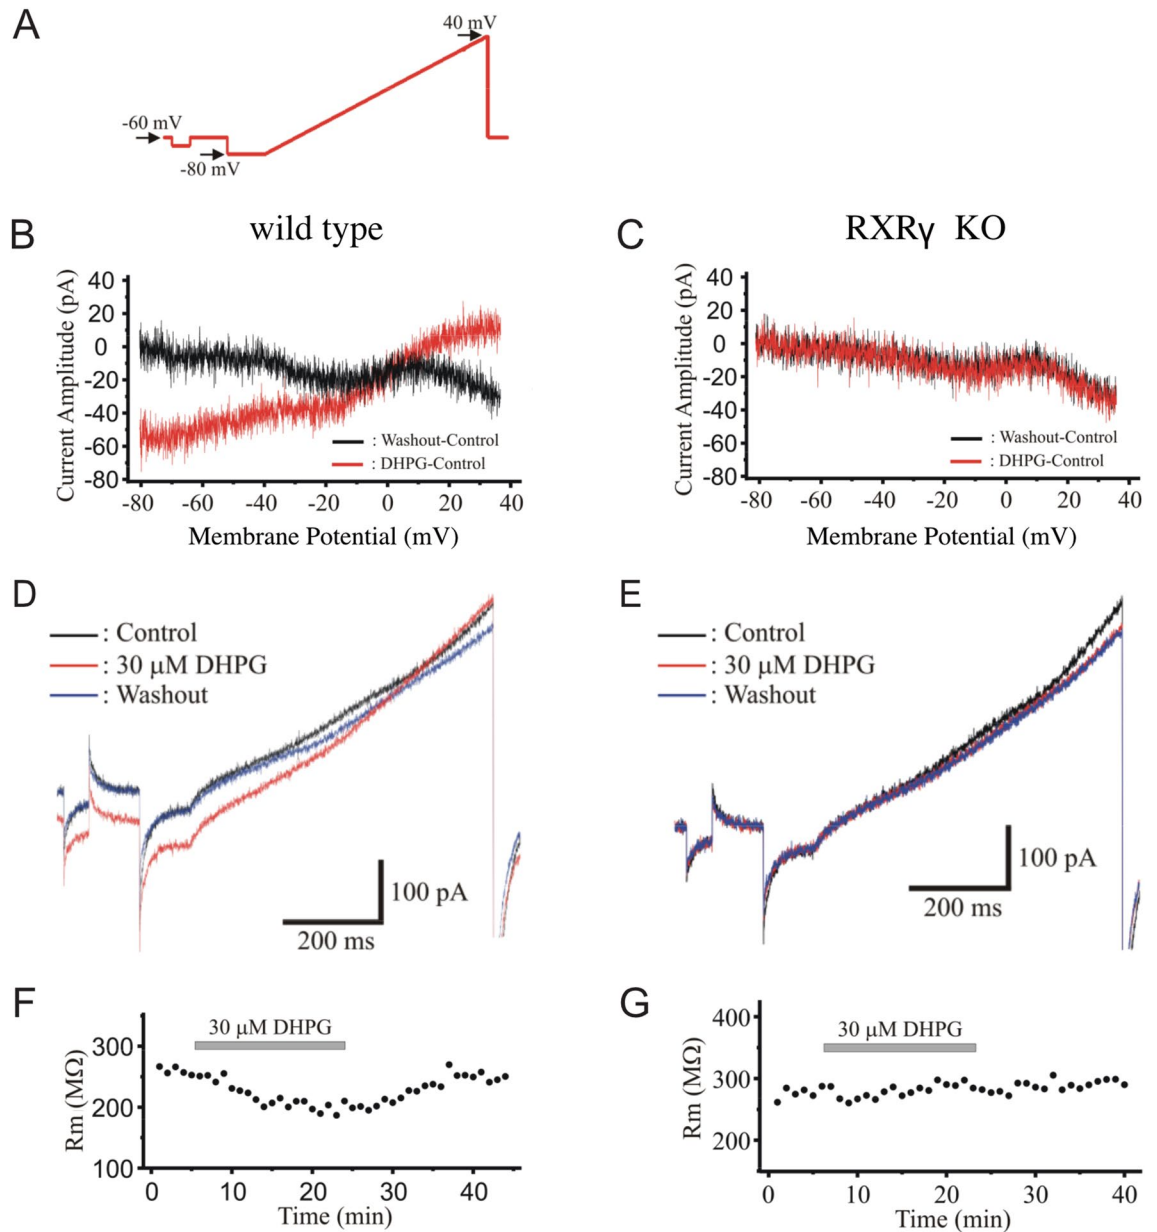 A
40 mV
-60 mV
-80 mV
B
wild type
Current Amplitude (pA)
40
20
0
-20
-40
-60
-80
: Washout-Control
: DHPG-Control
-80 -60 -40 -20 0 20 40
Membrane Potential (mV)
C
RXRγ KO
Current Amplitude (pA)
40
20
0
-20
-40
-60
-80
: Washout-Control
: DHPG-Control
-80 -60 -40 -20 0 20 40
Membrane Potential (mV)
D
: Control
: 30 μM DHPG
: Washout
100 pA
200 ms
E
: Control
: 30 μM DHPG
: Washout
100 pA
200 ms
F
30 μM DHPG
Rm (MΩ)
300
200
100
0 10 20 30 40
Time (min)
G
30 μM DHPG
Rm (MΩ)
400
300
200
0 10 20 30 40
Time (min)